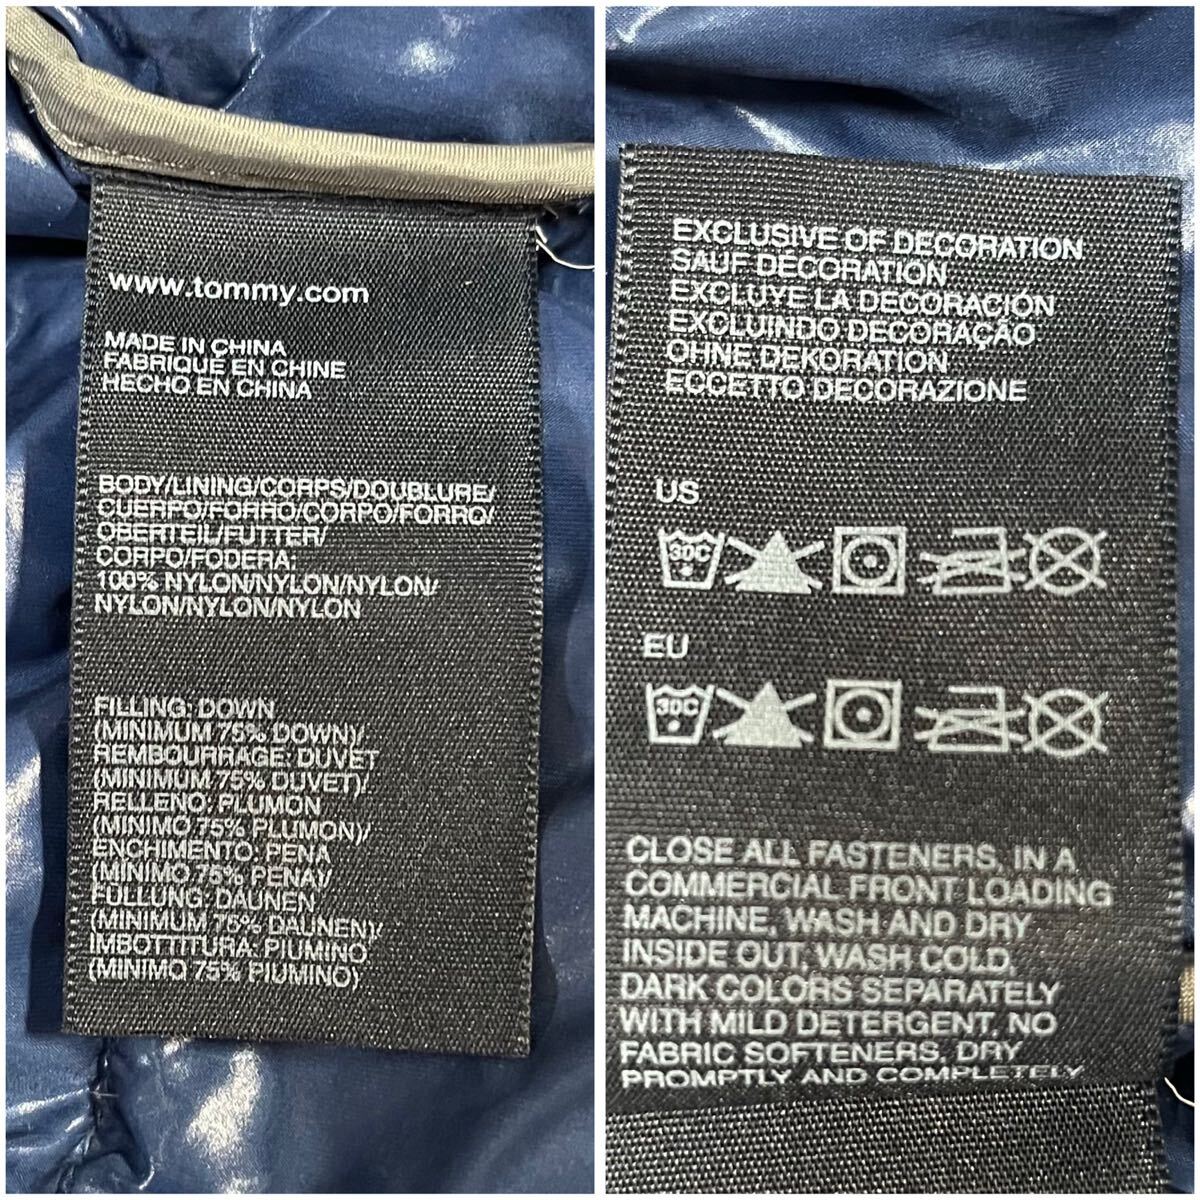 www.tommy.com
MADE IN CHINA
FABRIQUE EN CHINE
HECHO EN CHINA
BODY/LINING/CORPS/DOUBLURE/
CUERPO/FORRO/CORPO/FORRO/
OBERTEIL/FUTTER/
CORPO/FODERA:
100% NYLON/NYLON/NYLON/
NYLON/NYLON/NYLON
FILLING: DOWN
(MINIMUM 75% DOWN)/
REMBOURRAGE: DUVET
(MINIMUM 75% DUVET)/
RELLENO: PLUMON
(MINIMO 75% PLUMON)/
ENCHIMENTO: PENA
(MINIMO 75% PENA)/
FÜLLUNG: DAUNEN
(MINIMUM 75% DAUNEN)/
IMBOTTITURA: PIUMINO
(MINIMO 75% PIUMINO)
EXCLUSIVE OF DECORATION
SAUF DÉCORATION
EXCLUYE LA DECORACIÓN
EXCLUINDO DECORAÇÃO
OHNE DEKORATION
ECCETTO DECORAZIONE
US
30C
EU
30C
CLOSE ALL FASTENERS, IN A
COMMERCIAL FRONT LOADING
MACHINE, WASH AND DRY
INSIDE OUT, WASH COLD,
DARK COLORS SEPARATELY
WITH MILD DETERGENT, NO
FABRIC SOFTENERS, DRY
PROMPTLY AND COMPLETELY